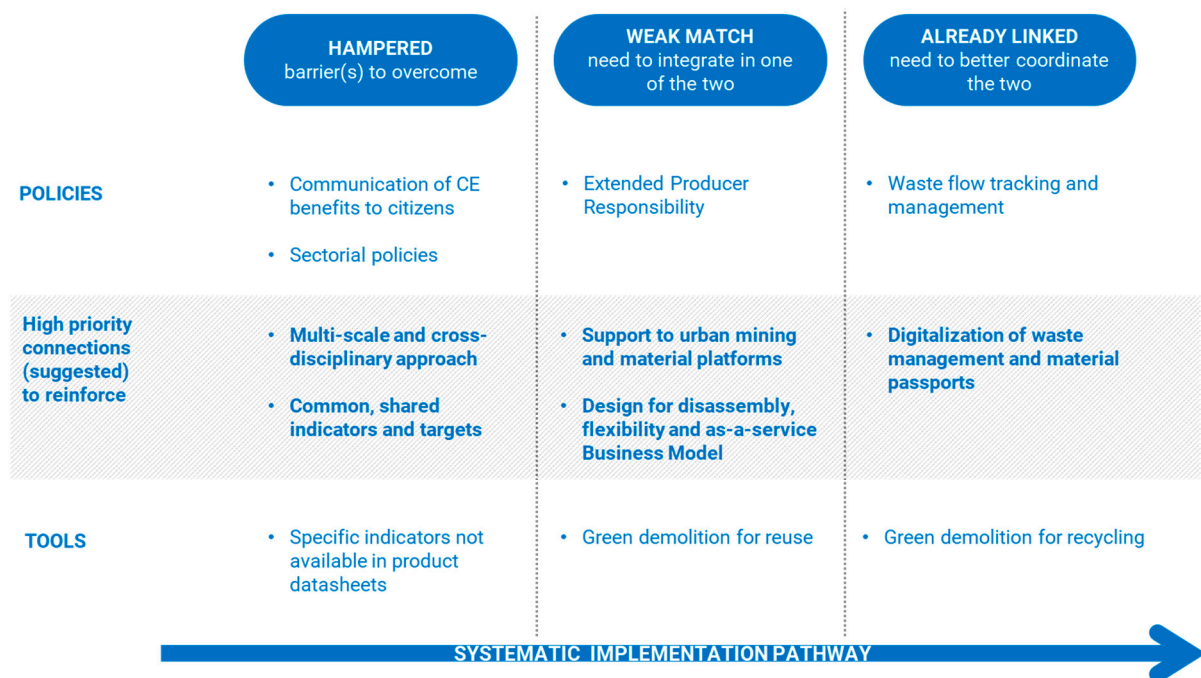 HAMPERED
barrier(s) to overcome
WEAK MATCH
need to integrate in one
of the two
ALREADY LINKED
need to better coordinate
the two
POLICIES
• Communication of CE
benefits to citizens
• Sectorial policies
• Extended Producer
Responsibility
• Waste flow tracking and
management
High priority
connections
(suggested)
to reinforce
• Multi-scale and cross-
disciplinary approach
• Common, shared
indicators and targets
• Support to urban mining
and material platforms
• Design for disassembly,
flexibility and as-a-service
Business Model
• Digitalization of waste
management and material
passports
TOOLS
• Specific indicators not
available in product
datasheets
• Green demolition for reuse
• Green demolition for recycling
SYSTEMATIC IMPLEMENTATION PATHWAY